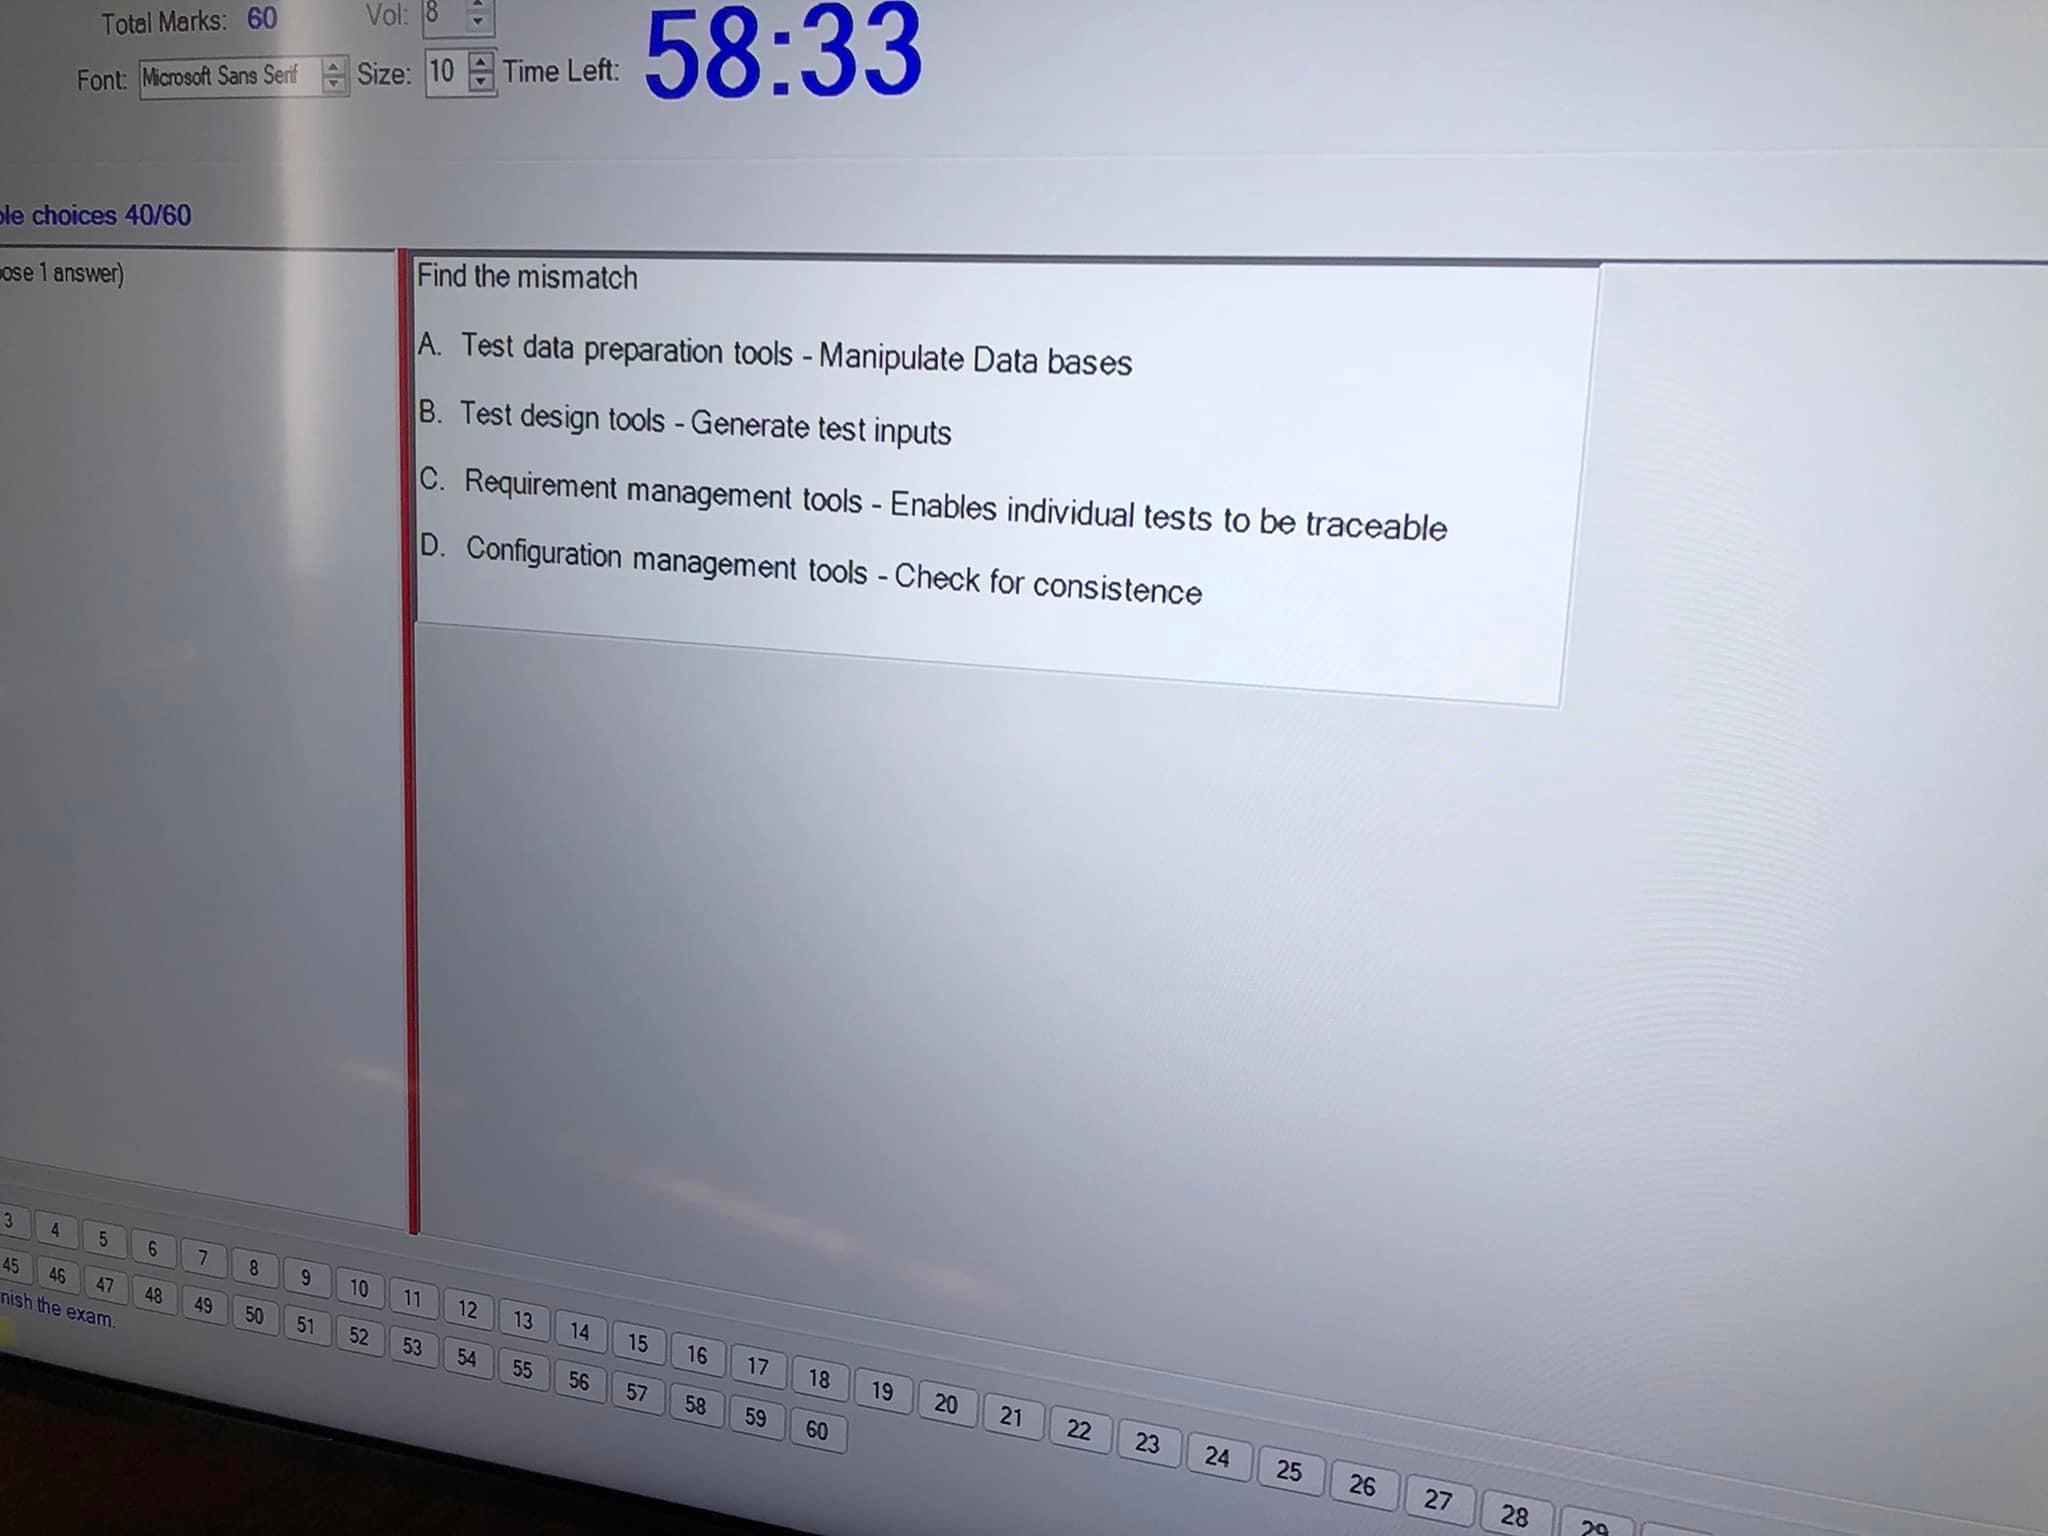 Total Marks: 60 Vol: 8
Font: Microsoft Sans Serif Size: 10 Time Left: 58:33
choices 40/60
1 answer)
Find the mismatch
A. Test data preparation tools - Manipulate Data bases
B. Test design tools - Generate test inputs
C. Requirement management tools - Enables individual tests to be traceable
D. Configuration management tools - Check for consistence
3 4 5 6 7 8 9 10 11 12 13 14 15 16 17 18 19 20 21 22 23 24 25 26 27 28 29
45 46 47 48 49 50 51 52 53 54 55 56 57 58 59 60
the exam.